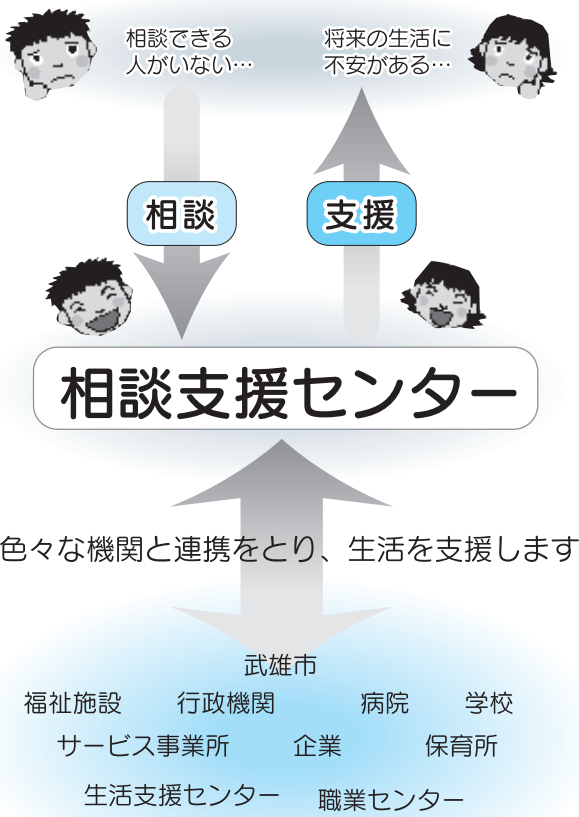 相談できる
人がいない…
将来の生活に
不安がある…
相談
支援
相談支援センター
色々な機関と連携をとり、生活を支援します
武雄市
福祉施設 行政機関 病院 学校
サービス事業所 企業 保育所
生活支援センター 職業センター